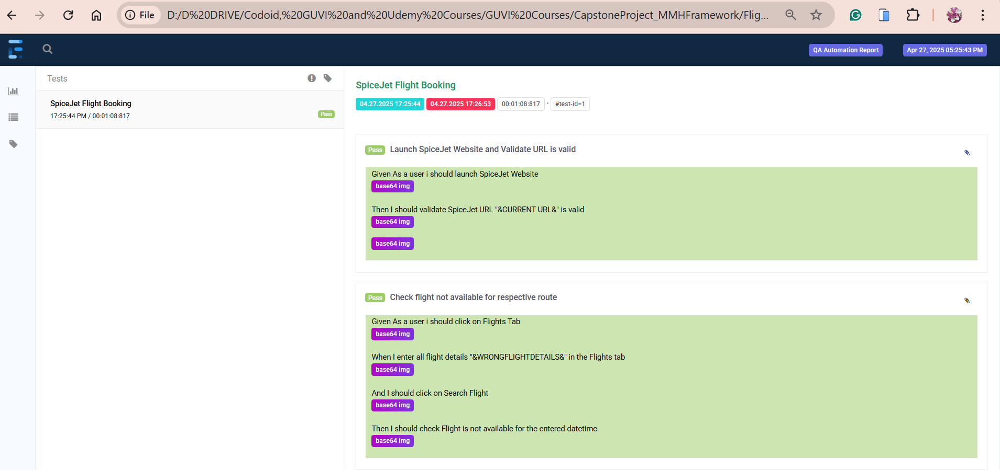 File
D:/D%20DRIVE/Codoid,%20GUVI%20and%20Udemy%20Courses/GUVI%20Courses/CapstoneProject_MMHFramework/Flig...
QA Automation Report
Apr 27, 2025 05:25:43 PM
Tests
SpiceJet Flight Booking
17:25:44 PM / 00:01:08:817
Pass
SpiceJet Flight Booking
04.27.2025 17:25:44 04.27.2025 17:26:53 00:01:08:817 · #test-id=1
Pass Launch SpiceJet Website and Validate URL is valid
Given As a user i should launch SpiceJet Website
base64 img
Then I should validate SpiceJet URL "&CURRENT URL&" is valid
base64 img
base64 img
Pass Check flight not available for respective route
Given As a user i should click on Flights Tab
base64 img
When I enter all flight details "&WRONGFLIGHTDETAILS&" in the Flights tab
base64 img
And I should click on Search Flight
base64 img
Then I should check Flight is not available for the entered datetime
base64 img